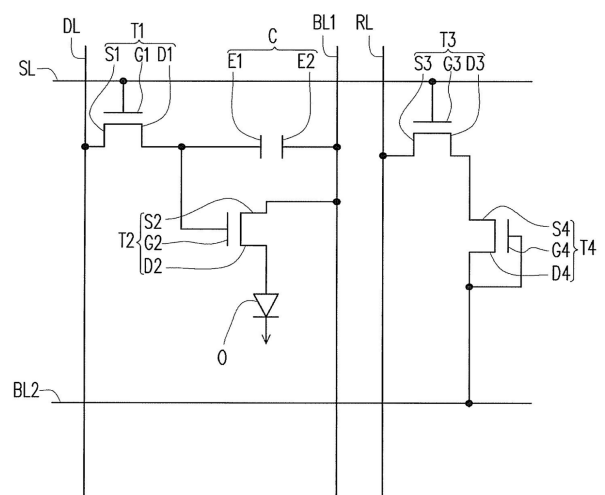 DL T1 C BL1 RL T3
S1 G1 D1 E1 E2 S3 G3 D3
SL
S2
T2 G2
D2
S4
G4 T4
D4
O
BL2